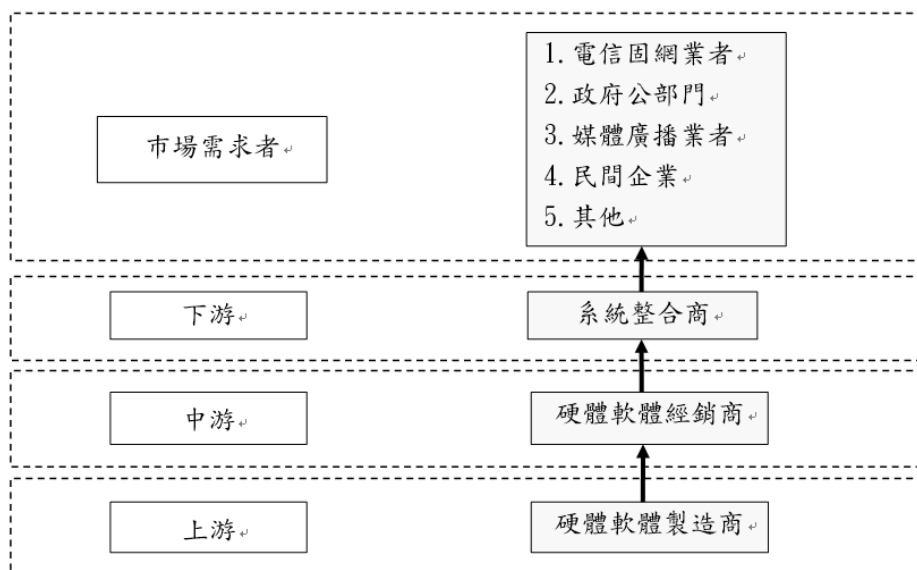 市場需求者
1. 電信固網業者
2. 政府公部門
3. 媒體廣播業者
4. 民間企業
5. 其他
下游
系統整合商
中游
硬體軟體經銷商
上游
硬體軟體製造商